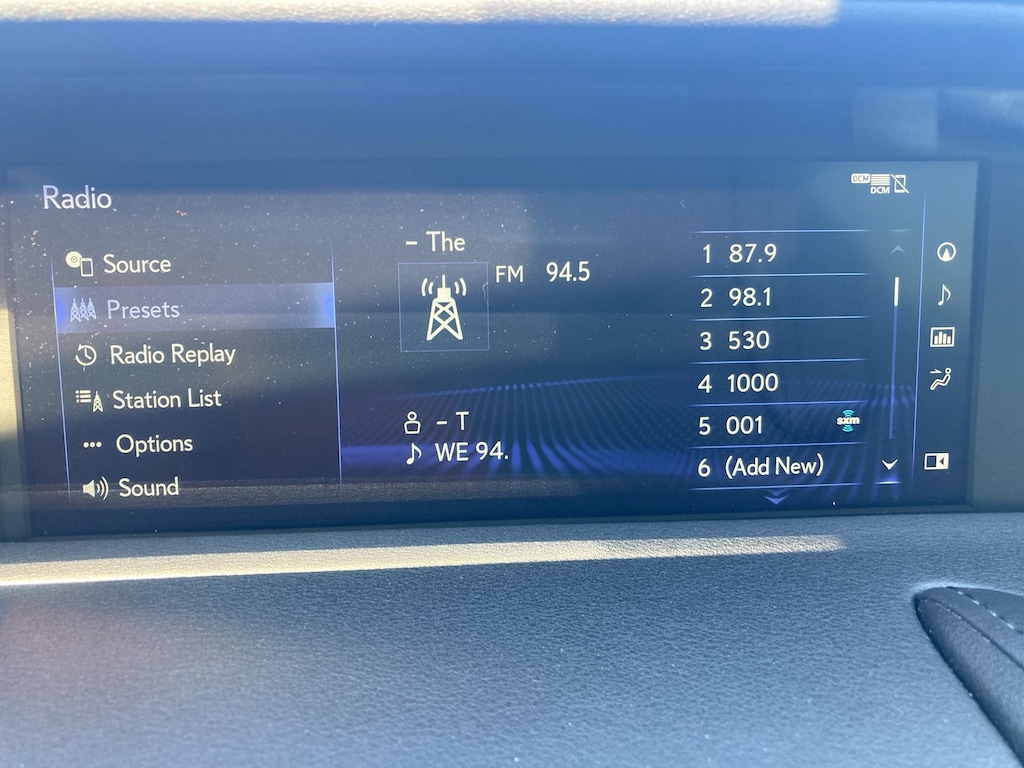 Radio
DCM
DCM
Source
Presets
Radio Replay
Station List
Options
Sound
– The
FM 94.5
– T
WE 94.
1 87.9
2 98.1
3 530
4 1000
5 001 sxm
6 (Add New)